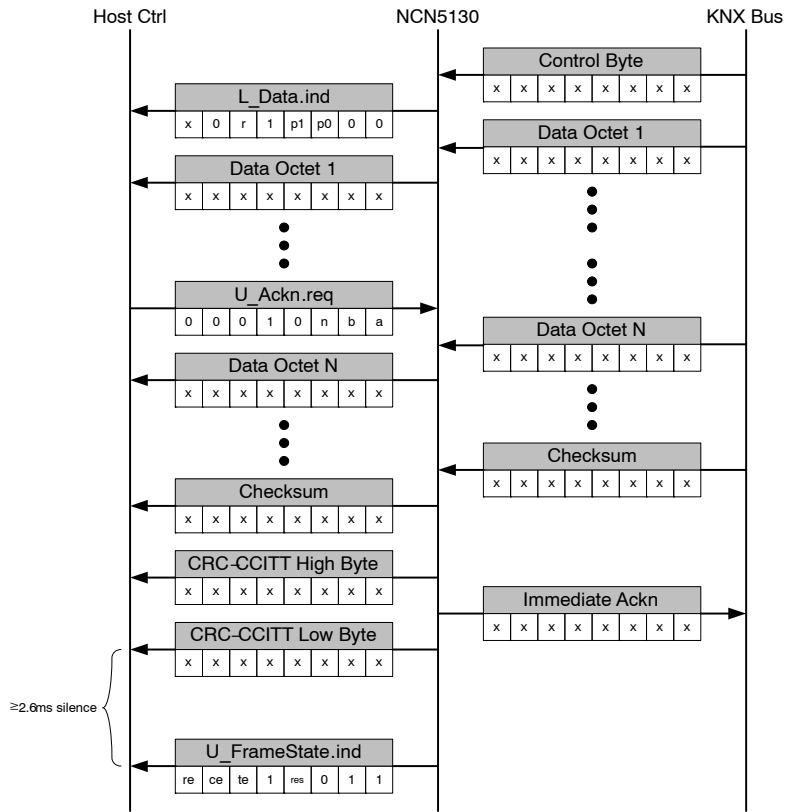 Host Ctrl NCN5130 KNX Bus
Control Byte
x x x x x x x x
L_Data.ind
x 0 r 1 p1 p0 0 0
Data Octet 1
x x x x x x x x
Data Octet 1
x x x x x x x x
U_Ackn.req
0 0 0 1 0 n b a
Data Octet N
x x x x x x x x
Data Octet N
x x x x x x x x
Checksum
x x x x x x x x
Checksum
x x x x x x x x
CRC-CCITT High Byte
x x x x x x x x
Immediate Ackn
x x x x x x x x
CRC-CCITT Low Byte
x x x x x x x x
≥2.6ms silence
U_FrameState.ind
re ce te 1 res 0 1 1